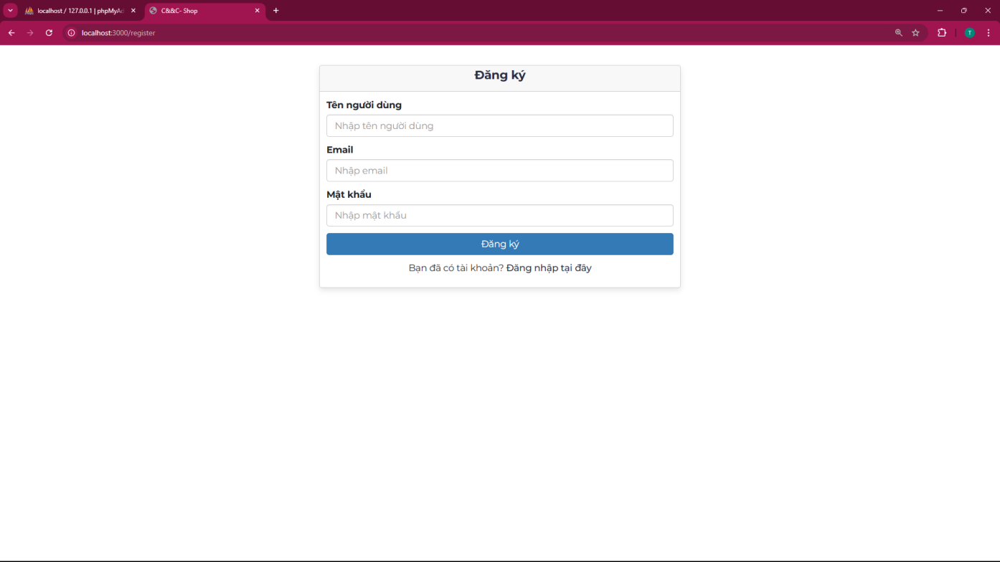 localhost / 127.0.0.1 | phpMyAd
C&&C- Shop
localhost:3000/register
T
Đăng ký
Tên người dùng
Nhập tên người dùng
Email
Nhập email
Mật khẩu
Nhập mật khẩu
Đăng ký
Bạn đã có tài khoản? Đăng nhập tại đây